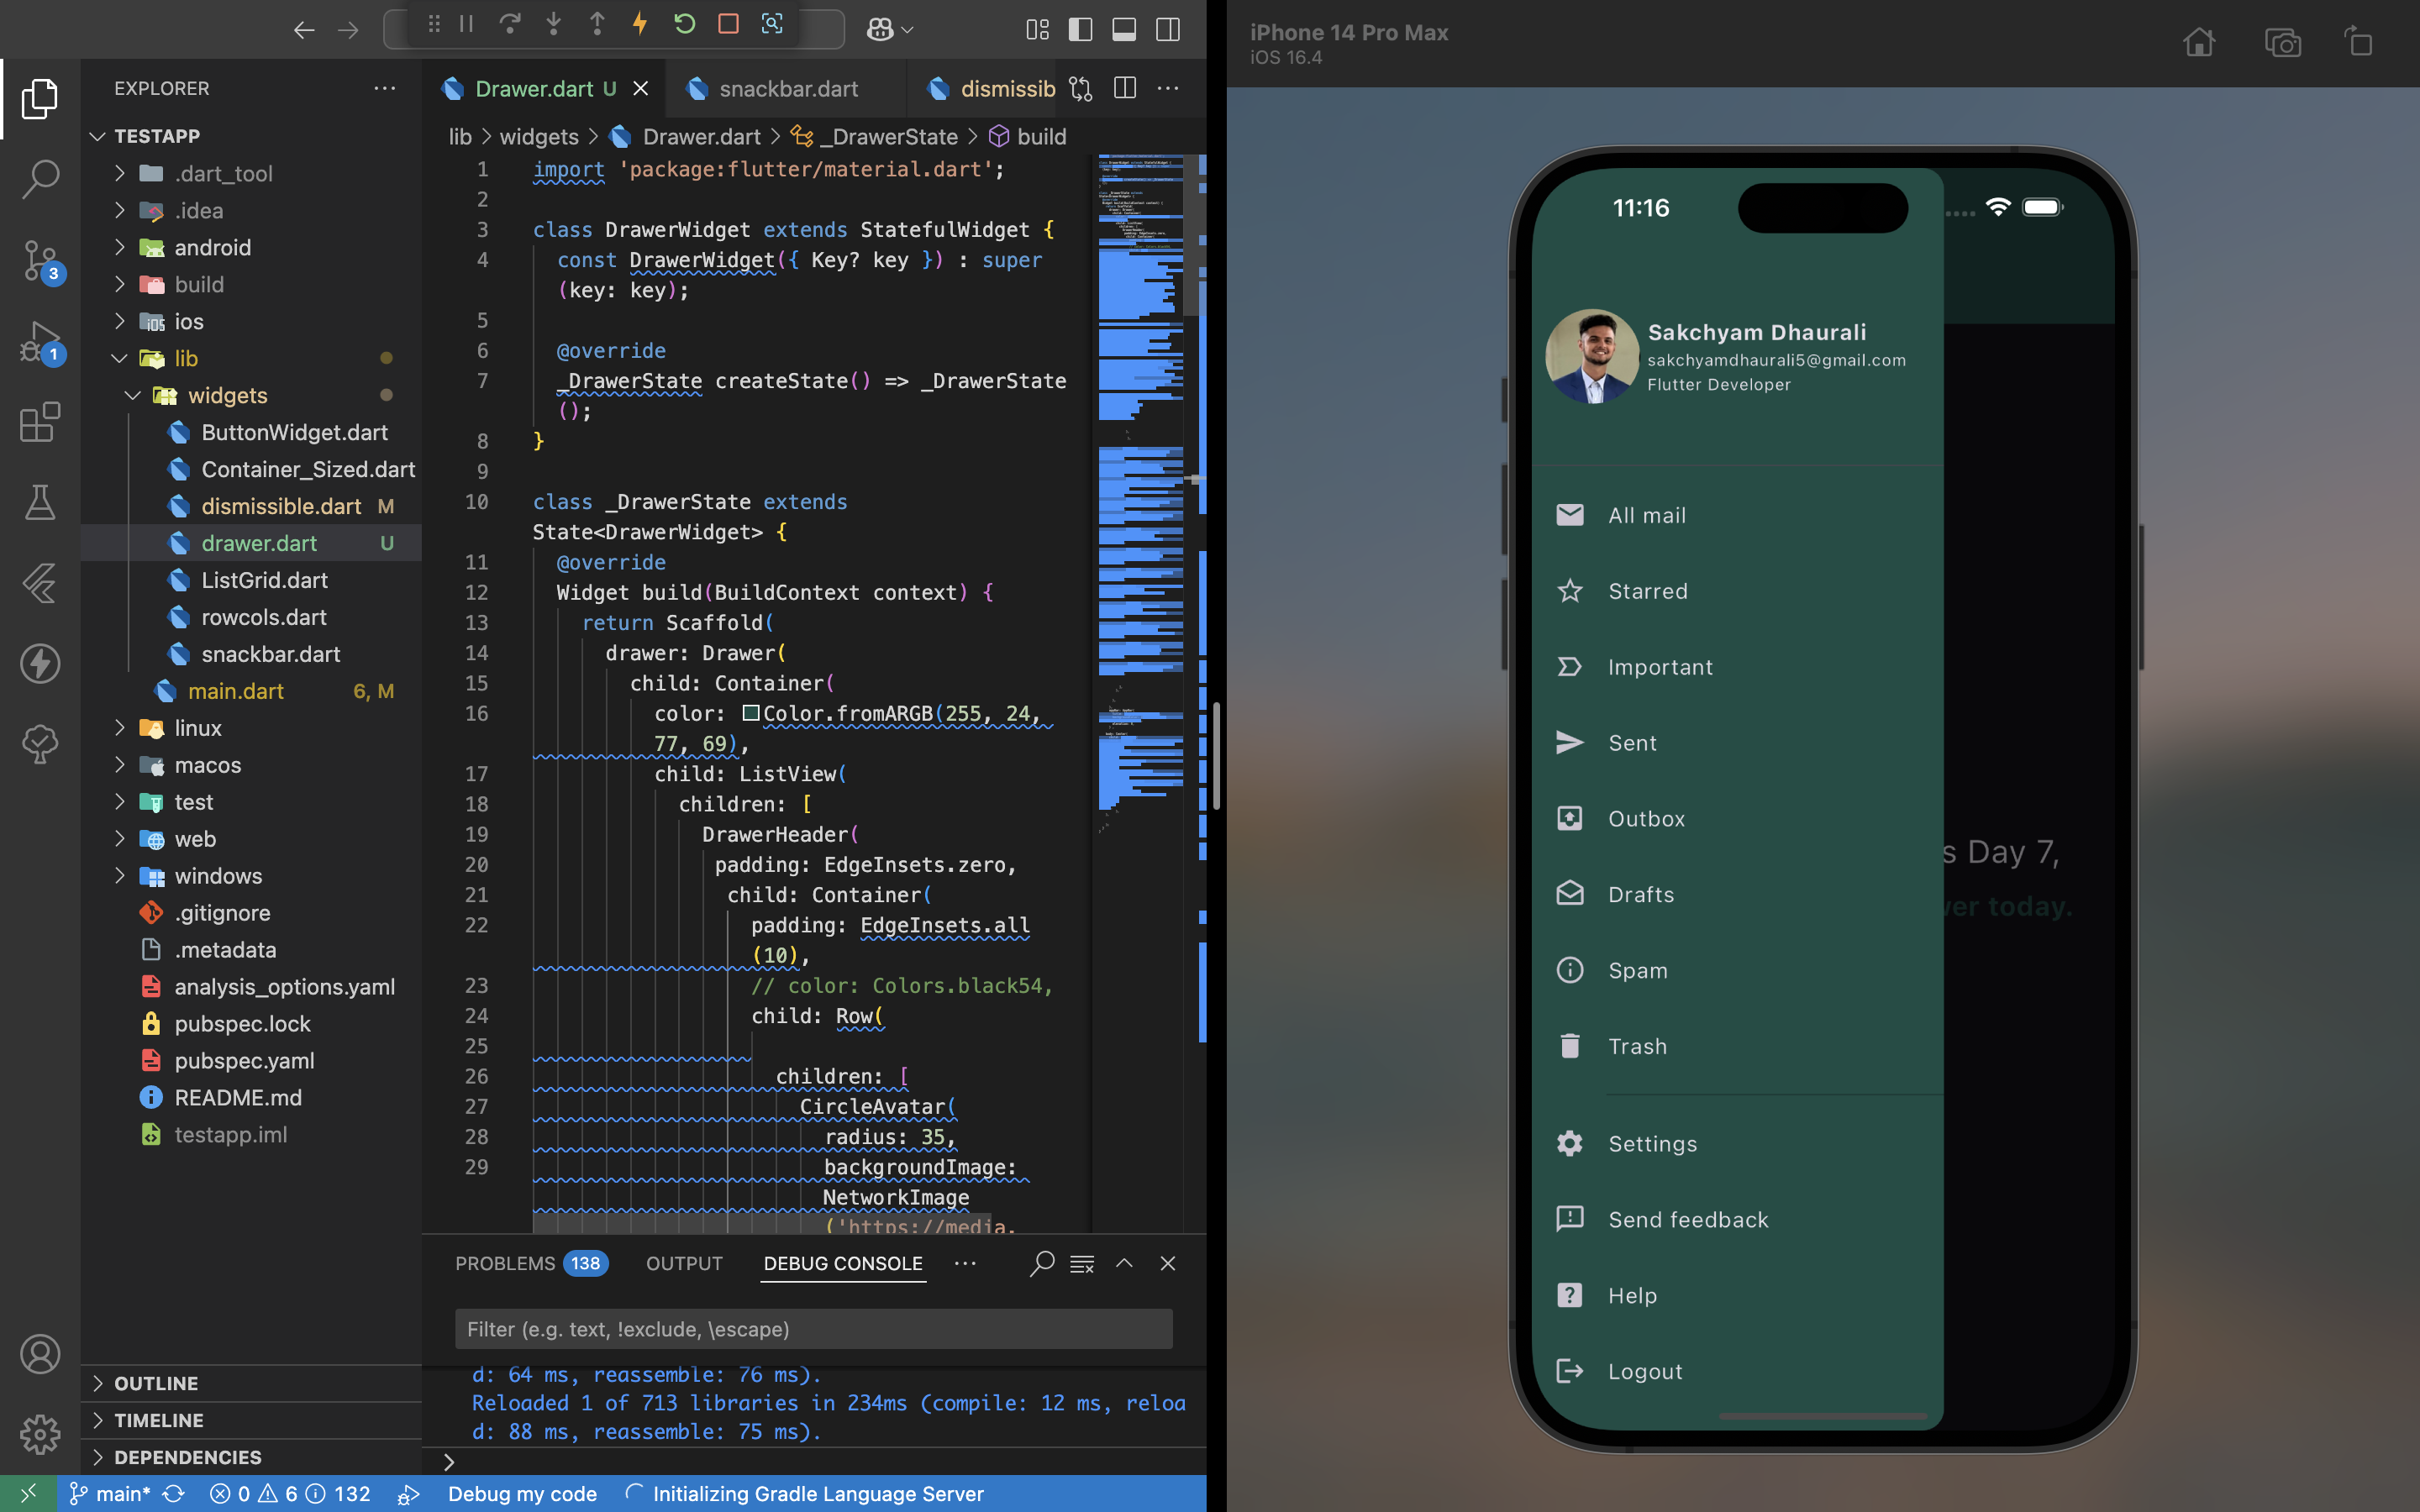 EXPLORER
TESTAPP
.dart_tool
.idea
android
build
ios
lib
widgets
ButtonWidget.dart
Container_Sized.dart
dismissible.dart M
drawer.dart U
ListGrid.dart
rowcols.dart
snackbar.dart
main.dart 6, M
linux
macos
test
web
windows
.gitignore
.metadata
analysis_options.yaml
pubspec.lock
pubspec.yaml
README.md
testapp.iml
OUTLINE
TIMELINE
DEPENDENCIES
3
1
Drawer.dart U
snackbar.dart
dismissib
lib > widgets > Drawer.dart > _DrawerState > build
1 import 'package:flutter/material.dart';
2
3 class DrawerWidget extends StatefulWidget {
4 const DrawerWidget({ Key? key }) : super
(key: key);
5
6 @override
7 _DrawerState createState() => _DrawerState
();
8 }
9
10 class _DrawerState extends
State<DrawerWidget> {
11 @override
12 Widget build(BuildContext context) {
13 return Scaffold(
14 drawer: Drawer(
15 child: Container(
16 color: Color.fromARGB(255, 24,
77, 69),
17 child: ListView(
18 children: [
19 DrawerHeader(
20 padding: EdgeInsets.zero,
21 child: Container(
22 padding: EdgeInsets.all
(10),
23 // color: Colors.black54,
24 child: Row(
25
26 children: [
27 CircleAvatar(
28 radius: 35,
29 backgroundImage:
NetworkImage
('https://media.
PROBLEMS 138 OUTPUT DEBUG CONSOLE
Filter (e.g. text, !exclude, \escape)
d: 64 ms, reassemble: 76 ms).
Reloaded 1 of 713 libraries in 234ms (compile: 12 ms, reloa
d: 88 ms, reassemble: 75 ms).
main* 0 6 132 Debug my code Initializing Gradle Language Server
iPhone 14 Pro Max
iOS 16.4
11:16
Sakchyam Dhaurali
sakchyamdhaurali5@gmail.com
Flutter Developer
All mail
Starred
Important
Sent
Outbox
Drafts
Spam
Trash
Settings
Send feedback
Help
Logout
s Day 7,
wer today.